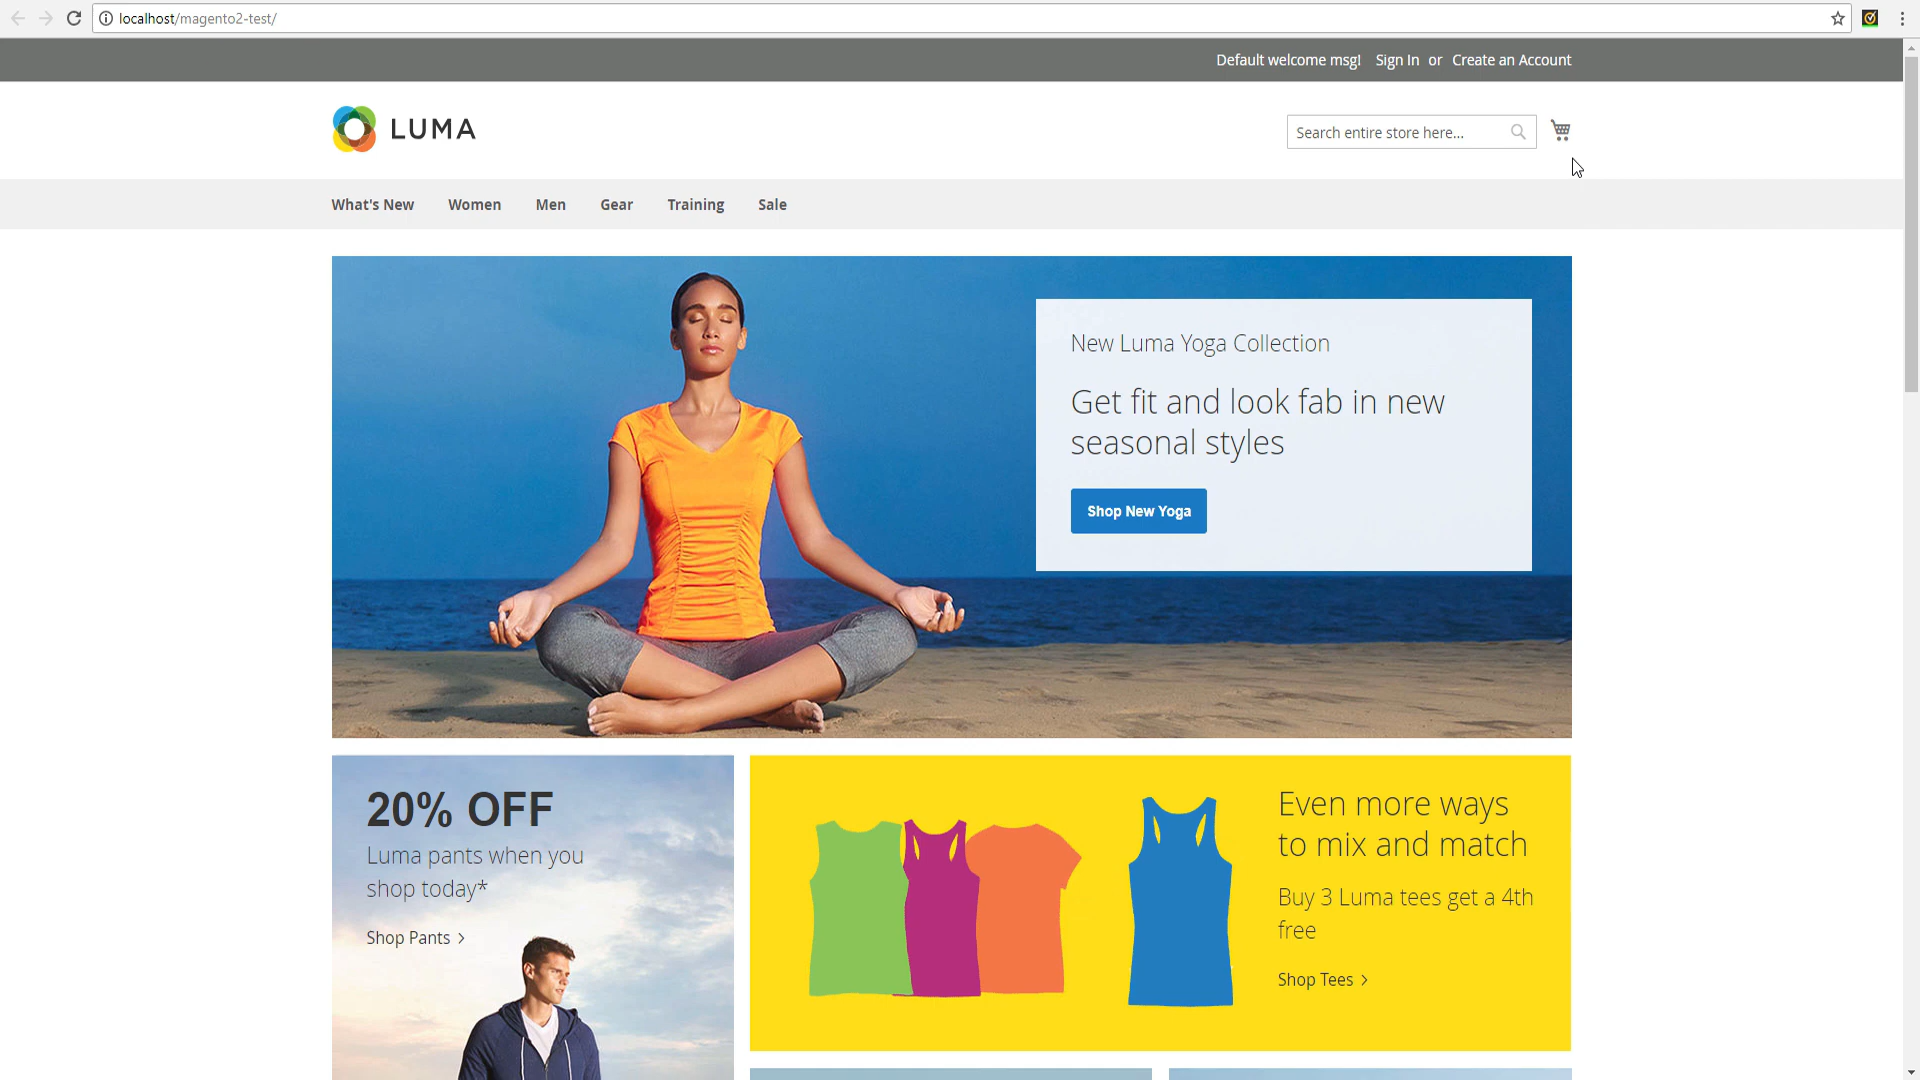 localhost/magento2-test/
Default welcome msg! Sign In or Create an Account
LUMA
Search entire store here...
What's New Women Men Gear Training Sale
New Luma Yoga Collection
Get fit and look fab in new
seasonal styles
Shop New Yoga
20% OFF
Luma pants when you
shop today*
Shop Pants >
Even more ways
to mix and match
Buy 3 Luma tees get a 4th
free
Shop Tees >